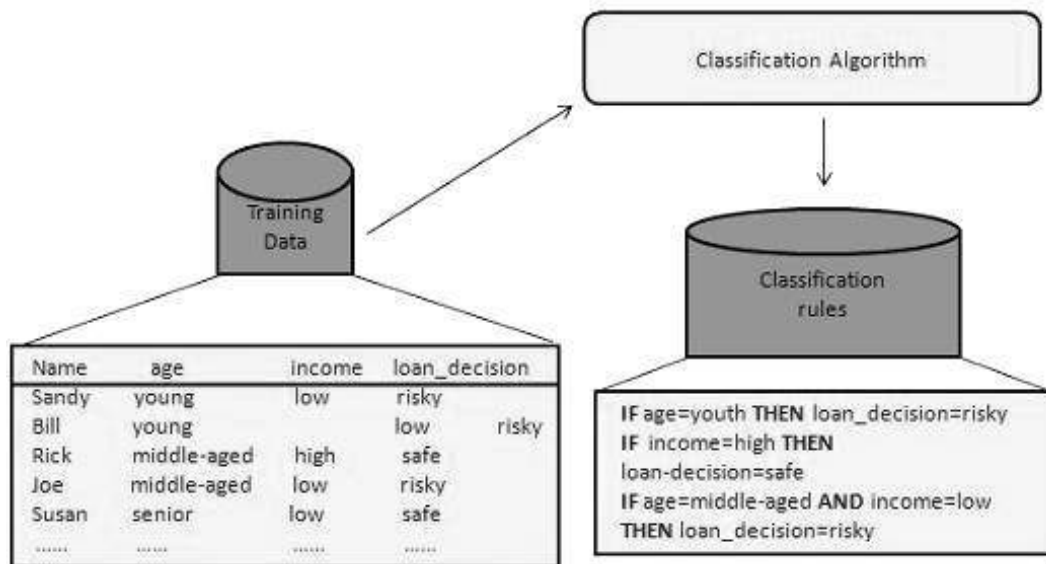 Classification Algorithm
Training
Data
Classification
rules
Name age income loan_decision
Sandy young low risky
Bill young low risky
Rick middle-aged high safe
Joe middle-aged low risky
Susan senior low safe
...... ...... ...... ......
IF age=youth THEN loan_decision=risky
IF income=high THEN
loan-decision=safe
IF age=middle-aged AND income=low
THEN loan_decision=risky